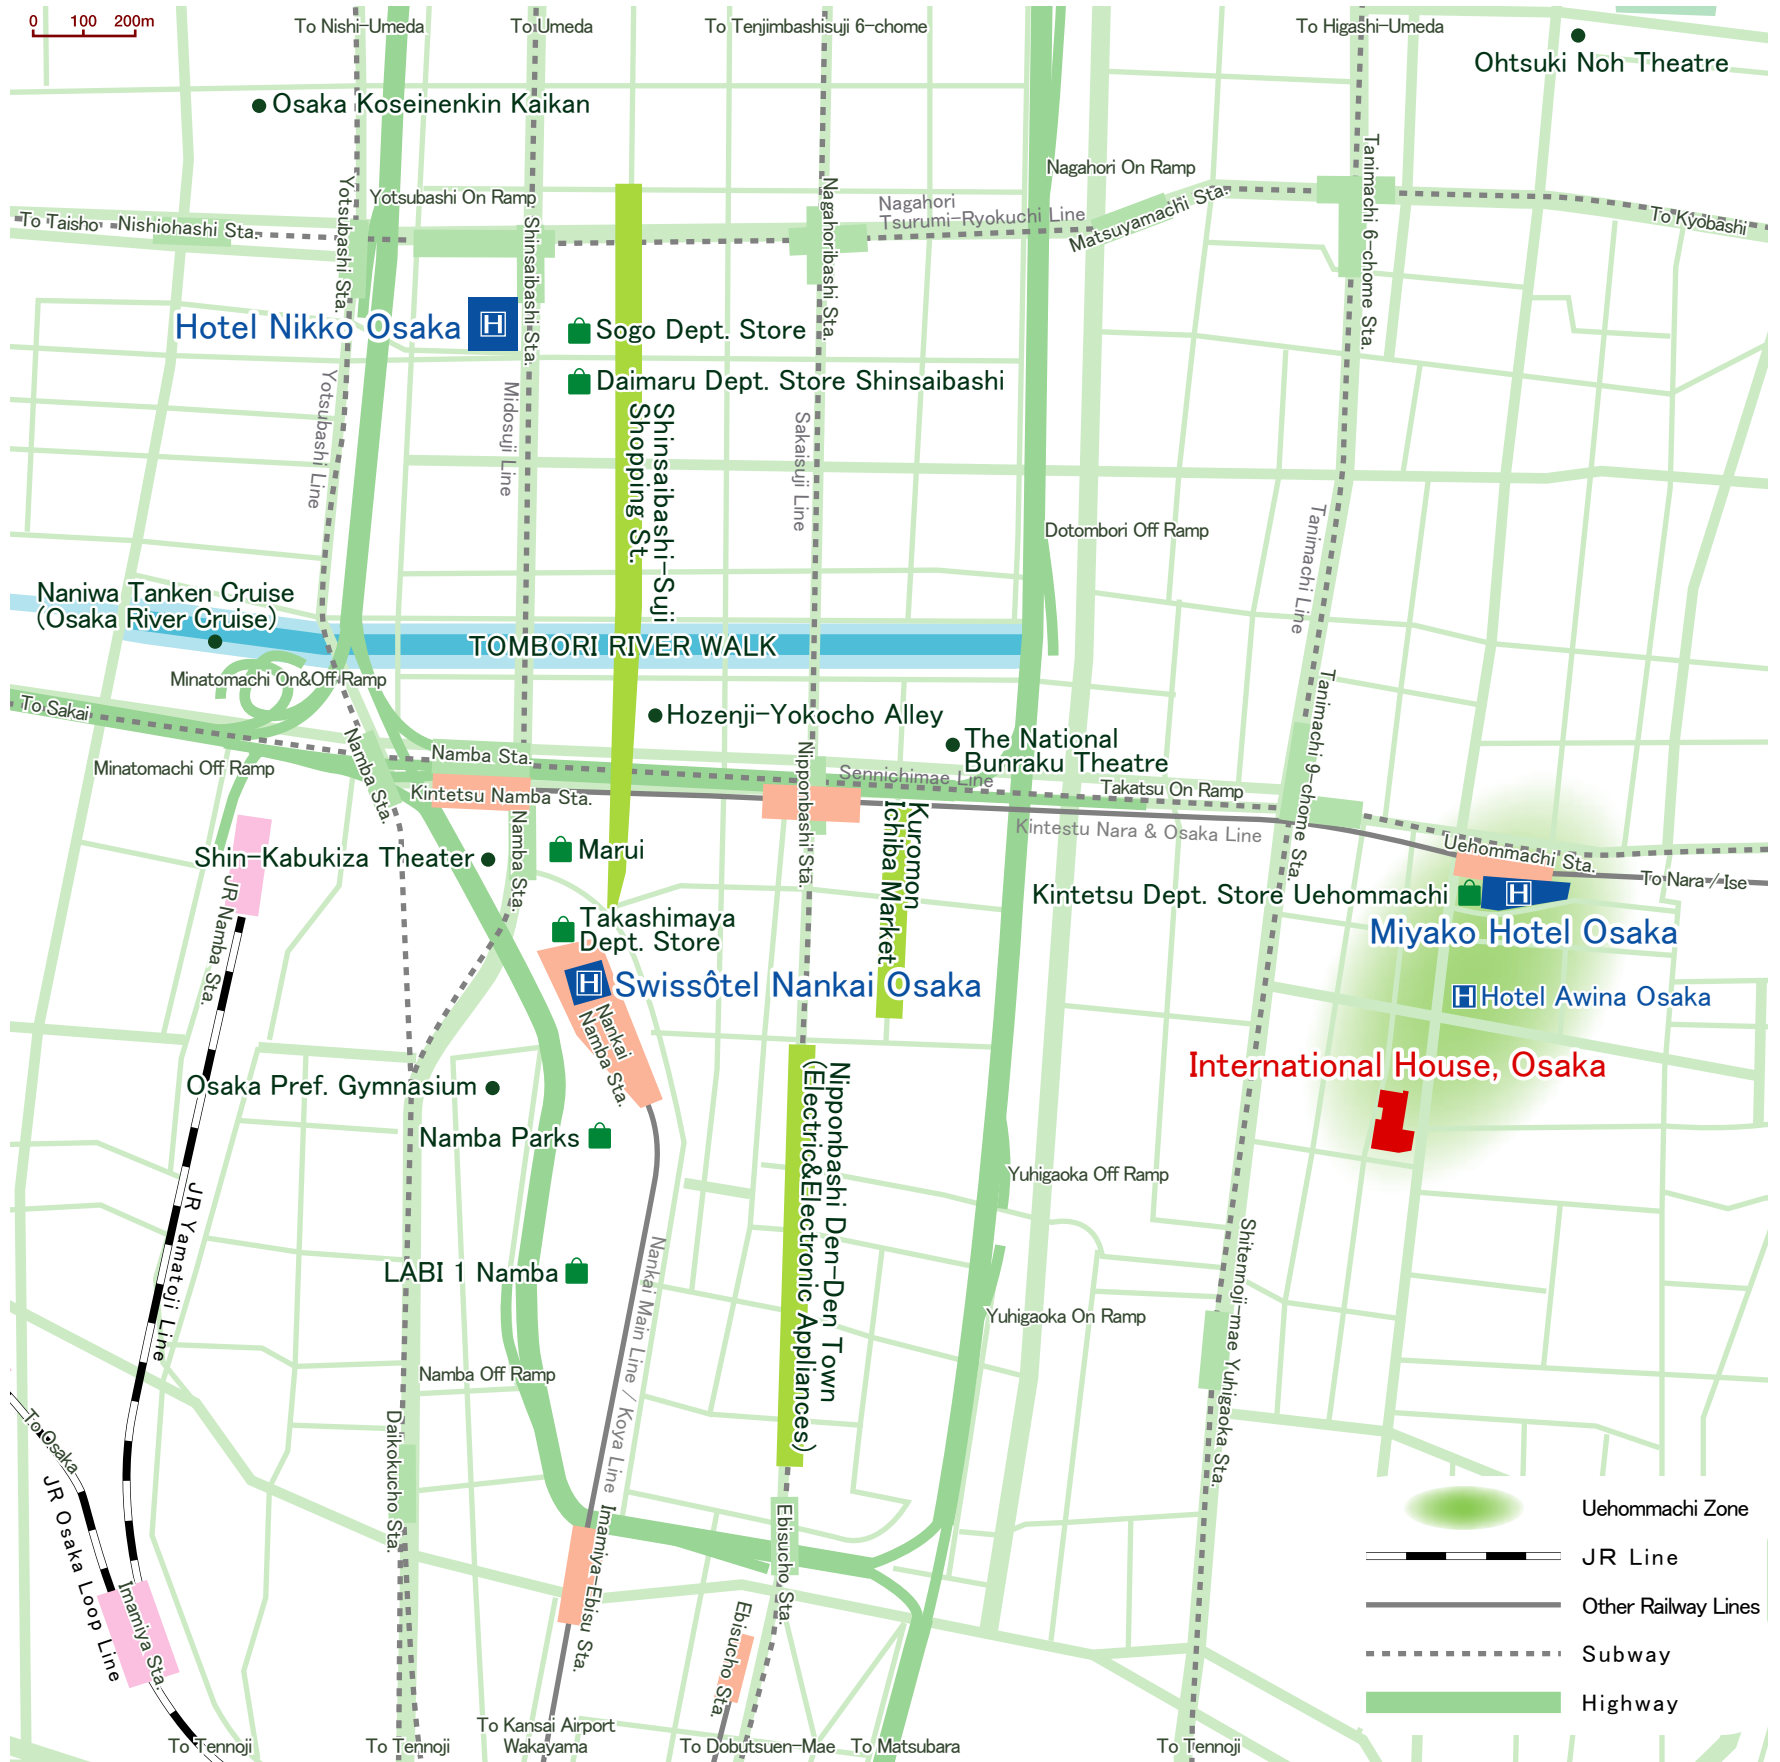 0 100 200m
To Nishi-Umeda
To Umeda
To Tenjimbashisuji 6-chome
To Higashi-Umeda
Ohtsuki Noh Theatre
Osaka Koseinenkin Kaikan
Yotsubashi On Ramp
Nagahori On Ramp
Nagahori
Tsurumi-Ryokuchi Line
Matsuyamachi Sta.
Tanimachi 6-chome Sta.
To Kyobashi
To Taisho
Nishiohashi Sta.
Yotsubashi Sta.
Shinsaibashi Sta.
Nagahoribashi Sta.
Hotel Nikko Osaka
H
Sogo Dept. Store
Daimaru Dept. Store Shinsaibashi
Yotsubashi Line
Midosuji Line
Shinsaibashi-Suji
Shopping St.
Sakaisuji Line
Dotombori Off Ramp
Tanimachi Line
Naniwa Tanken Cruise
(Osaka River Cruise)
TOMBORI RIVER WALK
Minatomachi On&Off Ramp
To Sakai
Hozenji-Yokocho Alley
The National
Bunraku Theatre
Tanimachi 9-chome Sta.
Minatomachi Off Ramp
Namba Sta.
Namba Sta.
Kintetsu Namba Sta.
Namba Sta.
Nipponbashi Sta.
Sennichimae Line
Takatsu On Ramp
Kintestu Nara & Osaka Line
Kuromon
Ichiba Market
Uehommachi Sta.
To Nara / Ise
Shin-Kabukiza Theater
Marui
Kintetsu Dept. Store Uehommachi
H
Miyako Hotel Osaka
JR Namba Sta.
Takashimaya
Dept. Store
H
Swissôtel Nankai Osaka
H
Hotel Awina Osaka
Nankai
Namba Sta.
International House, Osaka
Osaka Pref. Gymnasium
Namba Parks
Nipponbashi Den-Den Town
(Electric&Electronic Appliances)
Yuhigaoka Off Ramp
JR Yamatoji Line
LABI 1 Namba
Nankai Main Line / Koya Line
Yuhigaoka On Ramp
Shitennoji-mae Yuhigaoka Sta.
Namba Off Ramp
Daikokucho Sta.
To Osaka
JR Osaka Loop Line
Imamiya Sta.
Imamiya-Ebisu Sta.
Ebisucho Sta.
Ebisucho Sta.
Uehommachi Zone
JR Line
Other Railway Lines
Subway
Highway
To Tennoji
To Tennoji
To Kansai Airport
Wakayama
To Dobutsuen-Mae
To Matsubara
To Tennoji